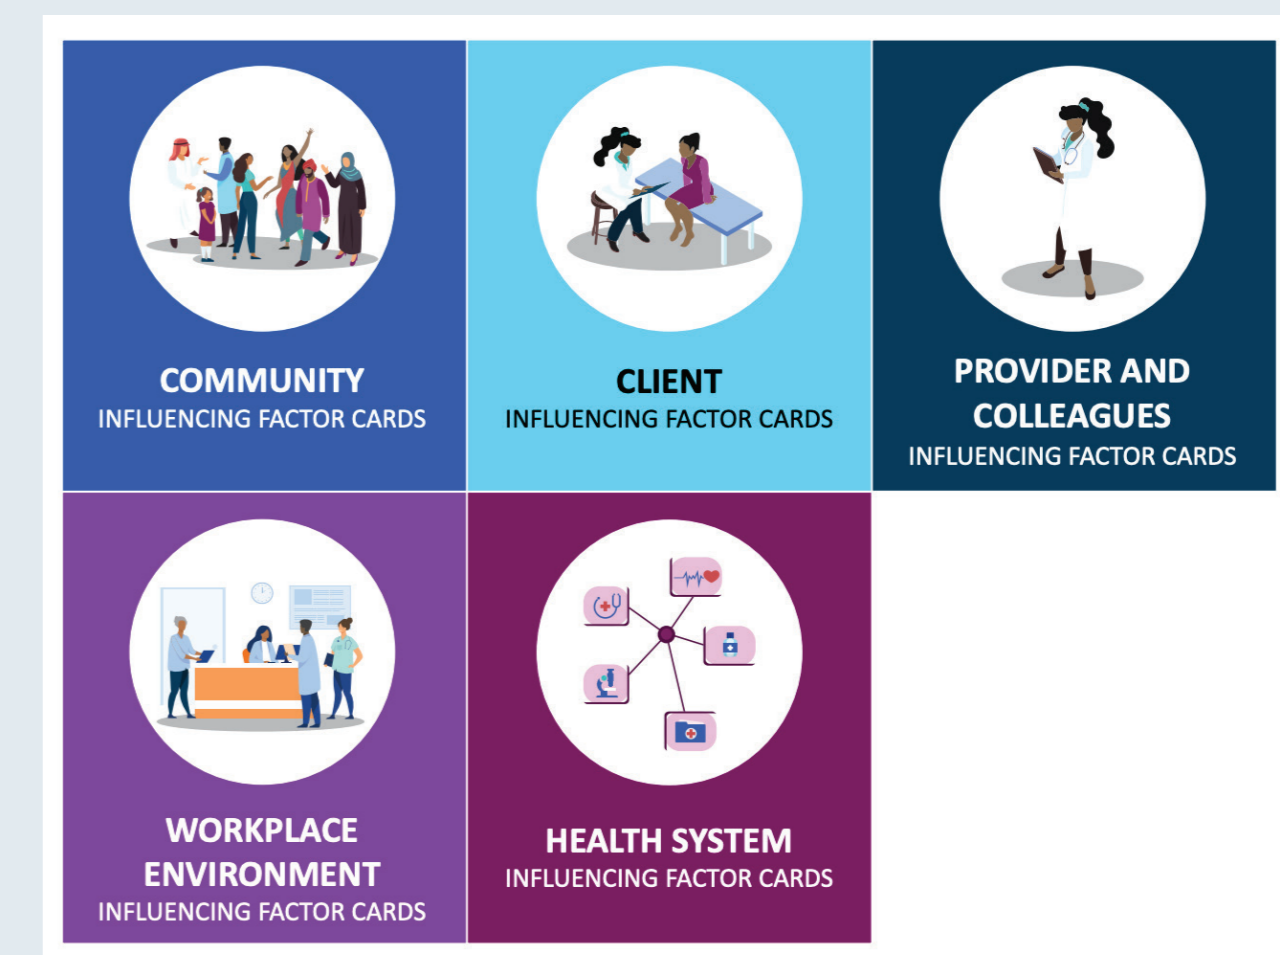 COMMUNITY
INFLUENCING FACTOR CARDS
CLIENT
INFLUENCING FACTOR CARDS
PROVIDER AND
COLLEAGUES
INFLUENCING FACTOR CARDS
WORKPLACE
ENVIRONMENT
INFLUENCING FACTOR CARDS
HEALTH SYSTEM
INFLUENCING FACTOR CARDS